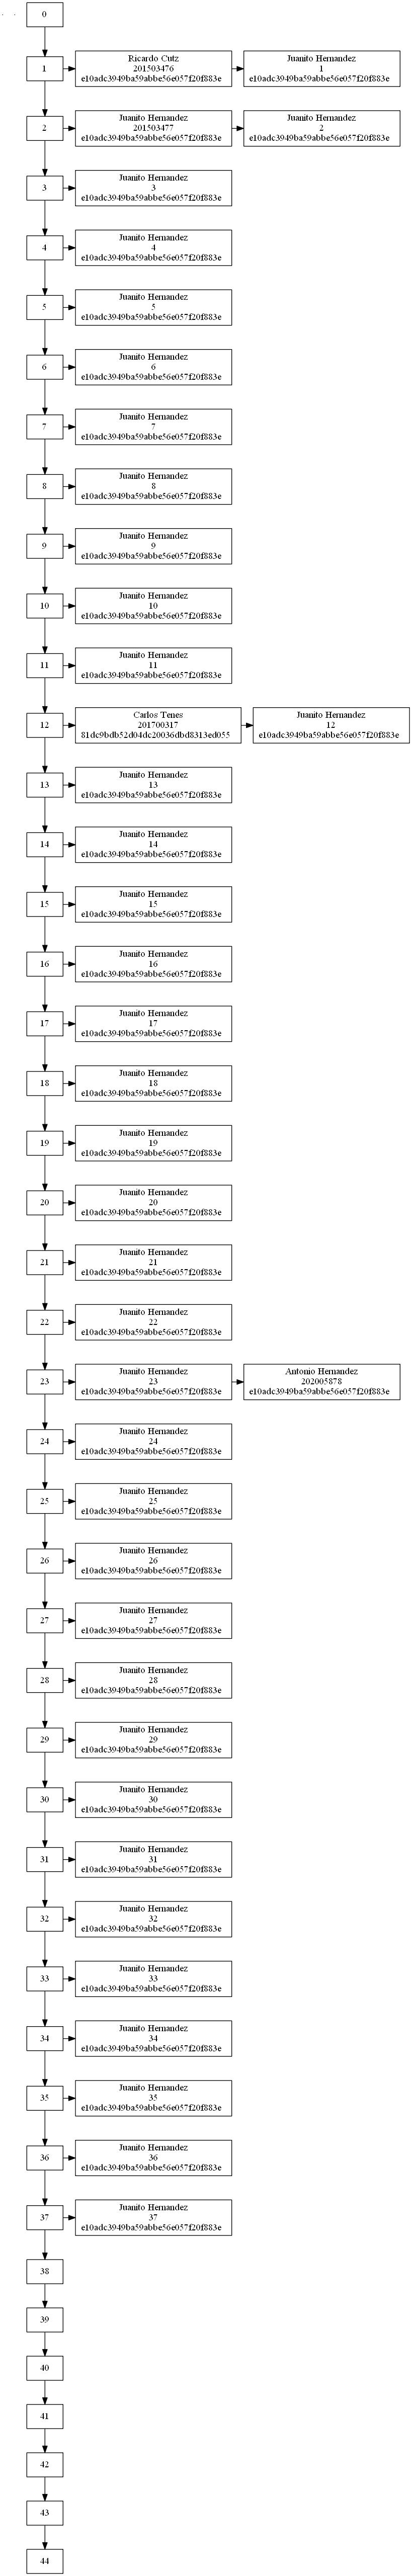 0
1
Ricardo Cutz
201503476
e10adc3949ba59abbe56e057f20f883e
Juanito Hernandez
1
e10adc3949ba59abbe56e057f20f883e
2
Juanito Hernandez
201503477
e10adc3949ba59abbe56e057f20f883e
Juanito Hernandez
2
e10adc3949ba59abbe56e057f20f883e
3
Juanito Hernandez
3
e10adc3949ba59abbe56e057f20f883e
4
Juanito Hernandez
4
e10adc3949ba59abbe56e057f20f883e
5
Juanito Hernandez
5
e10adc3949ba59abbe56e057f20f883e
6
Juanito Hernandez
6
e10adc3949ba59abbe56e057f20f883e
7
Juanito Hernandez
7
e10adc3949ba59abbe56e057f20f883e
8
Juanito Hernandez
8
e10adc3949ba59abbe56e057f20f883e
9
Juanito Hernandez
9
e10adc3949ba59abbe56e057f20f883e
10
Juanito Hernandez
10
e10adc3949ba59abbe56e057f20f883e
11
Juanito Hernandez
11
e10adc3949ba59abbe56e057f20f883e
12
Carlos Tenes
201700317
81dc9bdb52d04dc20036dbd8313ed055
Juanito Hernandez
12
e10adc3949ba59abbe56e057f20f883e
13
Juanito Hernandez
13
e10adc3949ba59abbe56e057f20f883e
14
Juanito Hernandez
14
e10adc3949ba59abbe56e057f20f883e
15
Juanito Hernandez
15
e10adc3949ba59abbe56e057f20f883e
16
Juanito Hernandez
16
e10adc3949ba59abbe56e057f20f883e
17
Juanito Hernandez
17
e10adc3949ba59abbe56e057f20f883e
18
Juanito Hernandez
18
e10adc3949ba59abbe56e057f20f883e
19
Juanito Hernandez
19
e10adc3949ba59abbe56e057f20f883e
20
Juanito Hernandez
20
e10adc3949ba59abbe56e057f20f883e
21
Juanito Hernandez
21
e10adc3949ba59abbe56e057f20f883e
22
Juanito Hernandez
22
e10adc3949ba59abbe56e057f20f883e
23
Juanito Hernandez
23
e10adc3949ba59abbe56e057f20f883e
Antonio Hernandez
202005878
e10adc3949ba59abbe56e057f20f883e
24
Juanito Hernandez
24
e10adc3949ba59abbe56e057f20f883e
25
Juanito Hernandez
25
e10adc3949ba59abbe56e057f20f883e
26
Juanito Hernandez
26
e10adc3949ba59abbe56e057f20f883e
27
Juanito Hernandez
27
e10adc3949ba59abbe56e057f20f883e
28
Juanito Hernandez
28
e10adc3949ba59abbe56e057f20f883e
29
Juanito Hernandez
29
e10adc3949ba59abbe56e057f20f883e
30
Juanito Hernandez
30
e10adc3949ba59abbe56e057f20f883e
31
Juanito Hernandez
31
e10adc3949ba59abbe56e057f20f883e
32
Juanito Hernandez
32
e10adc3949ba59abbe56e057f20f883e
33
Juanito Hernandez
33
e10adc3949ba59abbe56e057f20f883e
34
Juanito Hernandez
34
e10adc3949ba59abbe56e057f20f883e
35
Juanito Hernandez
35
e10adc3949ba59abbe56e057f20f883e
36
Juanito Hernandez
36
e10adc3949ba59abbe56e057f20f883e
37
Juanito Hernandez
37
e10adc3949ba59abbe56e057f20f883e
38
39
40
41
42
43
44